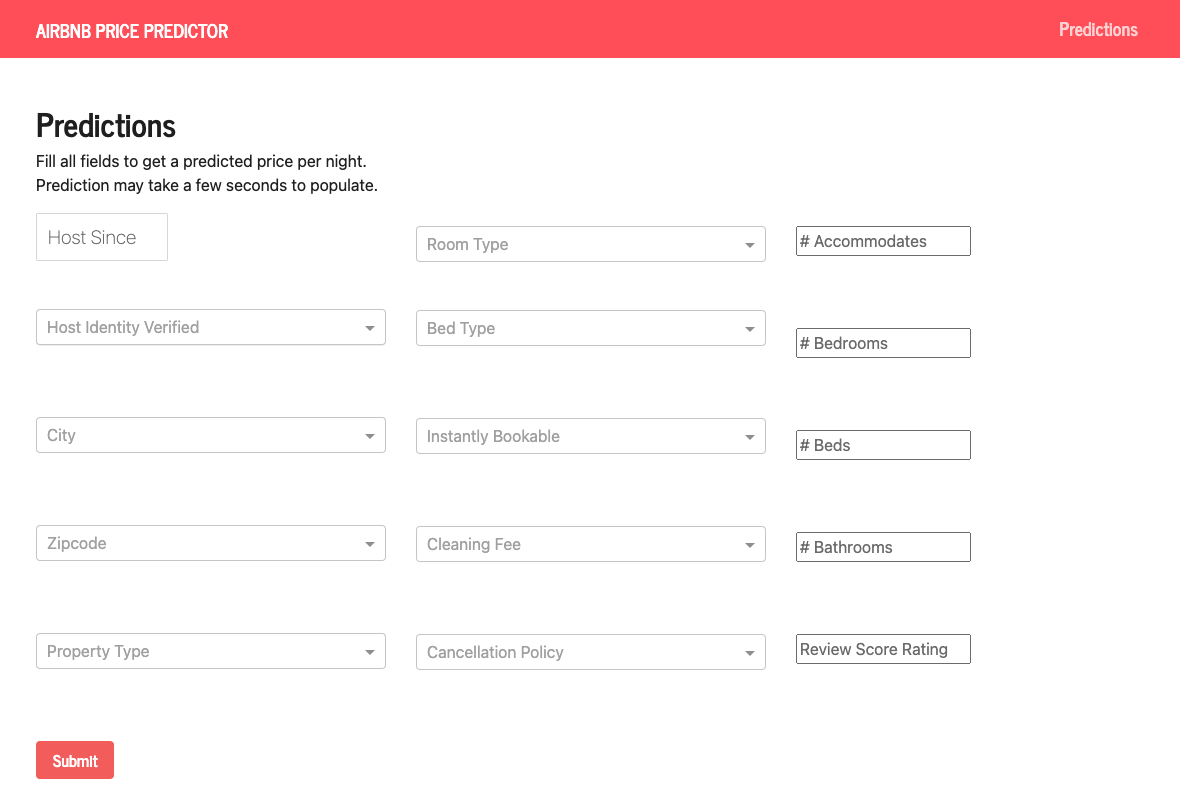 AIRBNB PRICE PREDICTOR
Predictions
Predictions
Fill all fields to get a predicted price per night.
Prediction may take a few seconds to populate.
Host Since
Room Type
# Accommodates
Host Identity Verified
Bed Type
# Bedrooms
City
Instantly Bookable
# Beds
Zipcode
Cleaning Fee
# Bathrooms
Property Type
Cancellation Policy
Review Score Rating
Submit